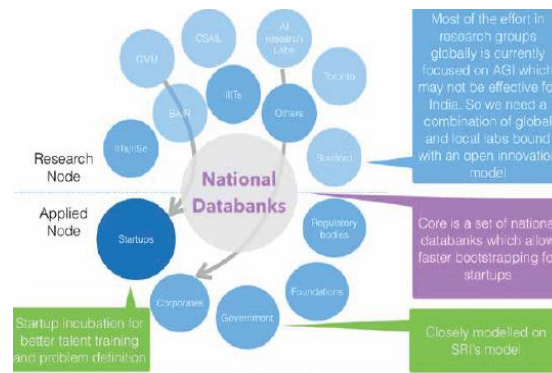 CSAIL
AI
research
Labs
CMU
Toronto
BAIR
IIITs
Others
Stanford
Research
Node
National
Databanks
Applied
Node
Startups
Regulatory
bodies
Corporates
Foundations
Government
Most of the effort in
research groups
globally is currently
focused on AGI which
may not be effective for
India. So we need a
combination of global
and local labs bound
with an open innovation
model
Core is a set of national
databanks which allow
faster bootstrapping for
startups
Startup incubation for
better talent training
and problem definition
Closely modelled on
SRI's model